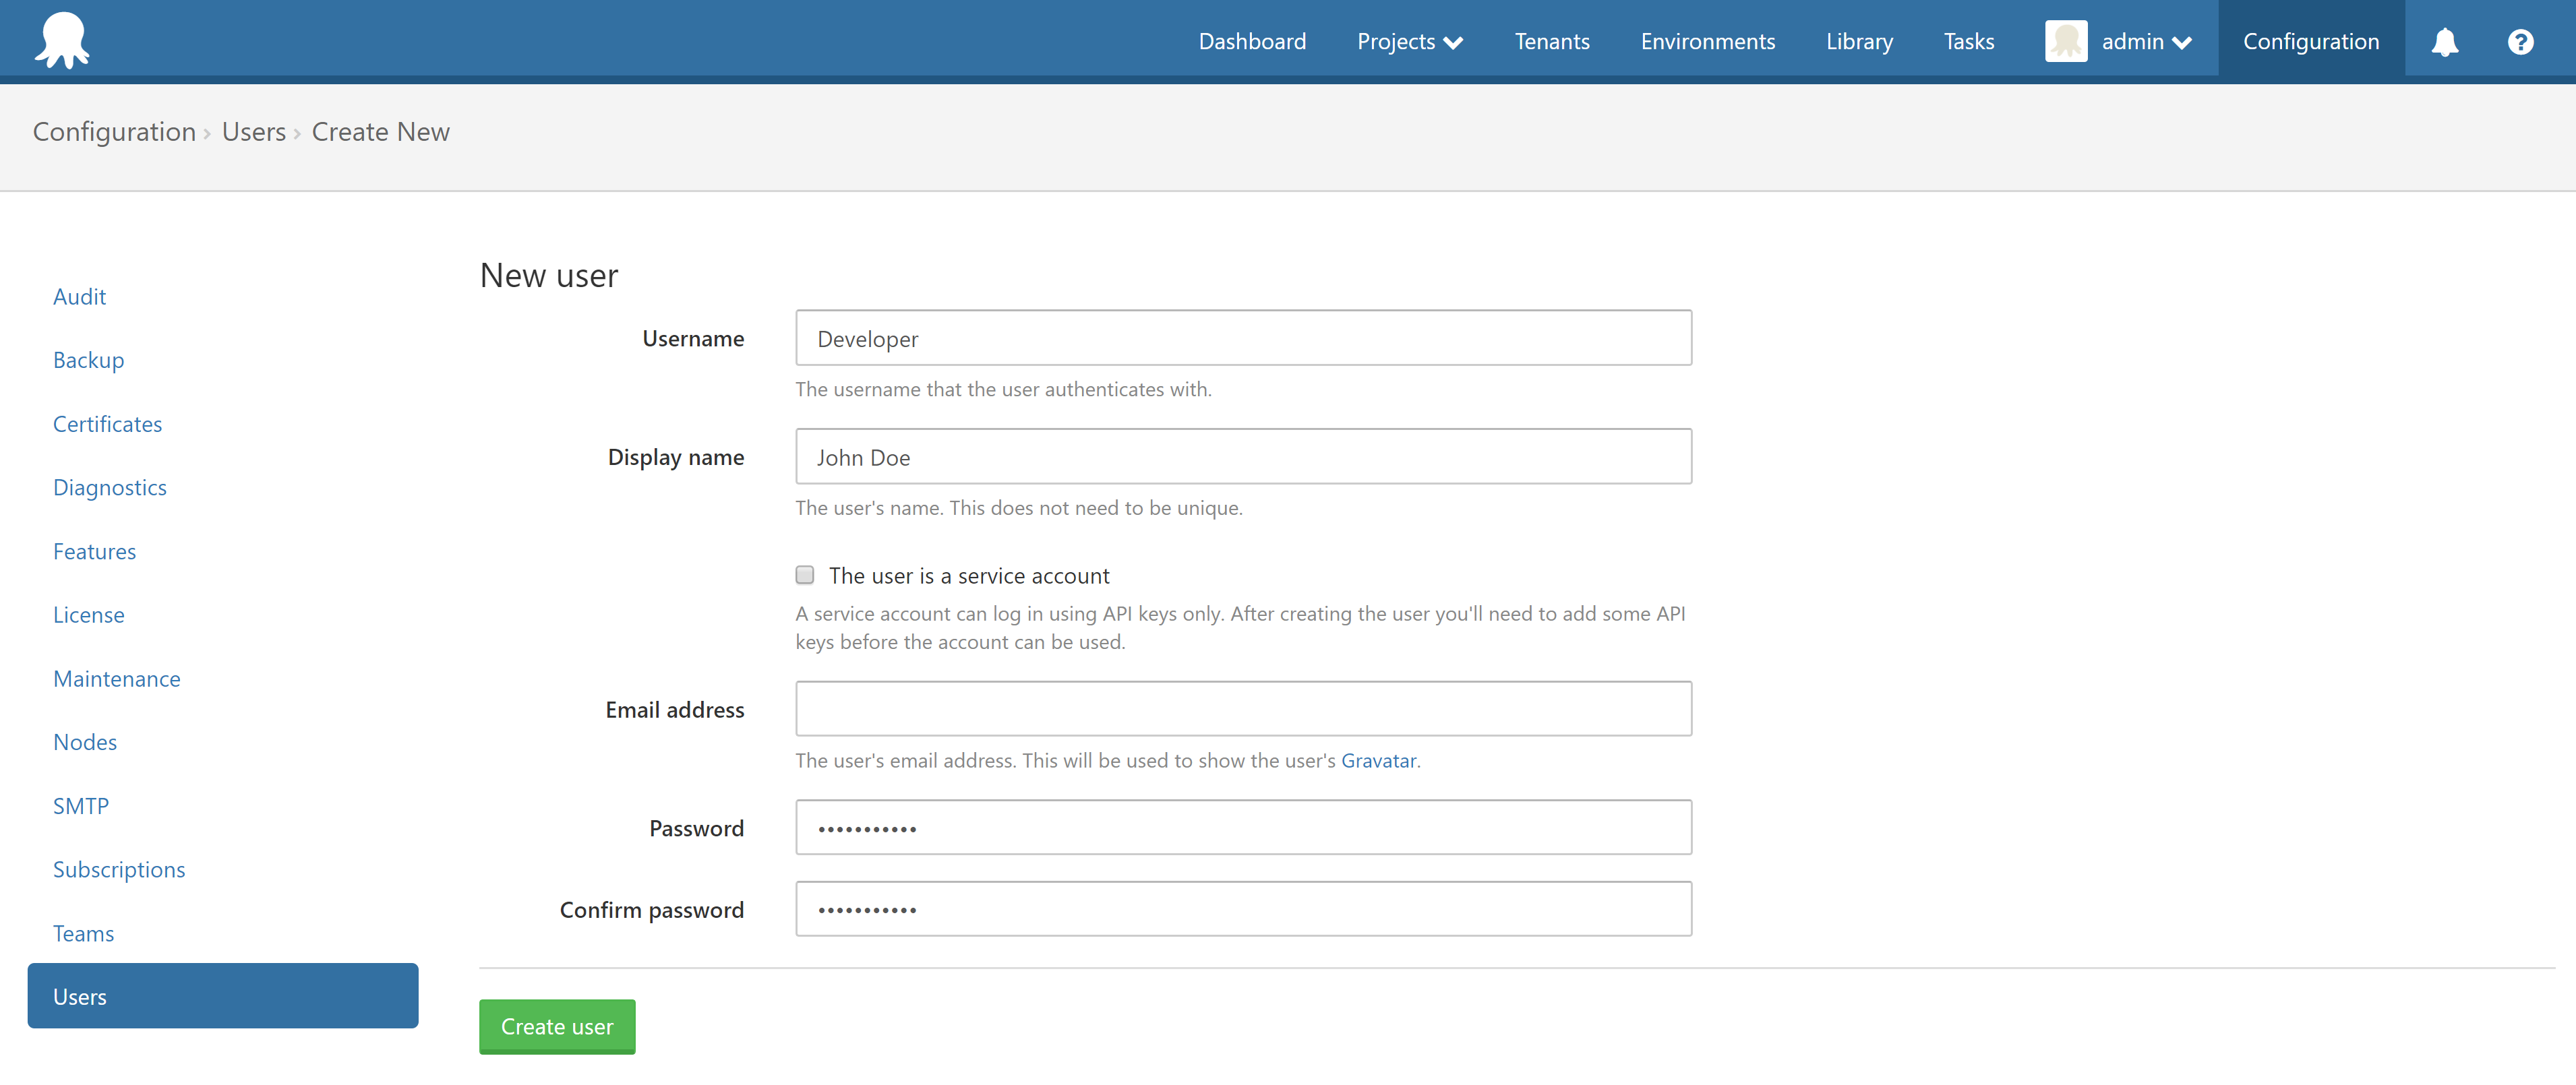 Dashboard Projects Tenants Environments Library Tasks admin Configuration ?
Configuration › Users › Create New
Audit
Backup
Certificates
Diagnostics
Features
License
Maintenance
Nodes
SMTP
Subscriptions
Teams
Users
New user
Username Developer
The username that the user authenticates with.
Display name John Doe
The user's name. This does not need to be unique.
The user is a service account
A service account can log in using API keys only. After creating the user you'll need to add some API
keys before the account can be used.
Email address
The user's email address. This will be used to show the user's Gravatar.
Password •••••••••••
Confirm password •••••••••••
Create user